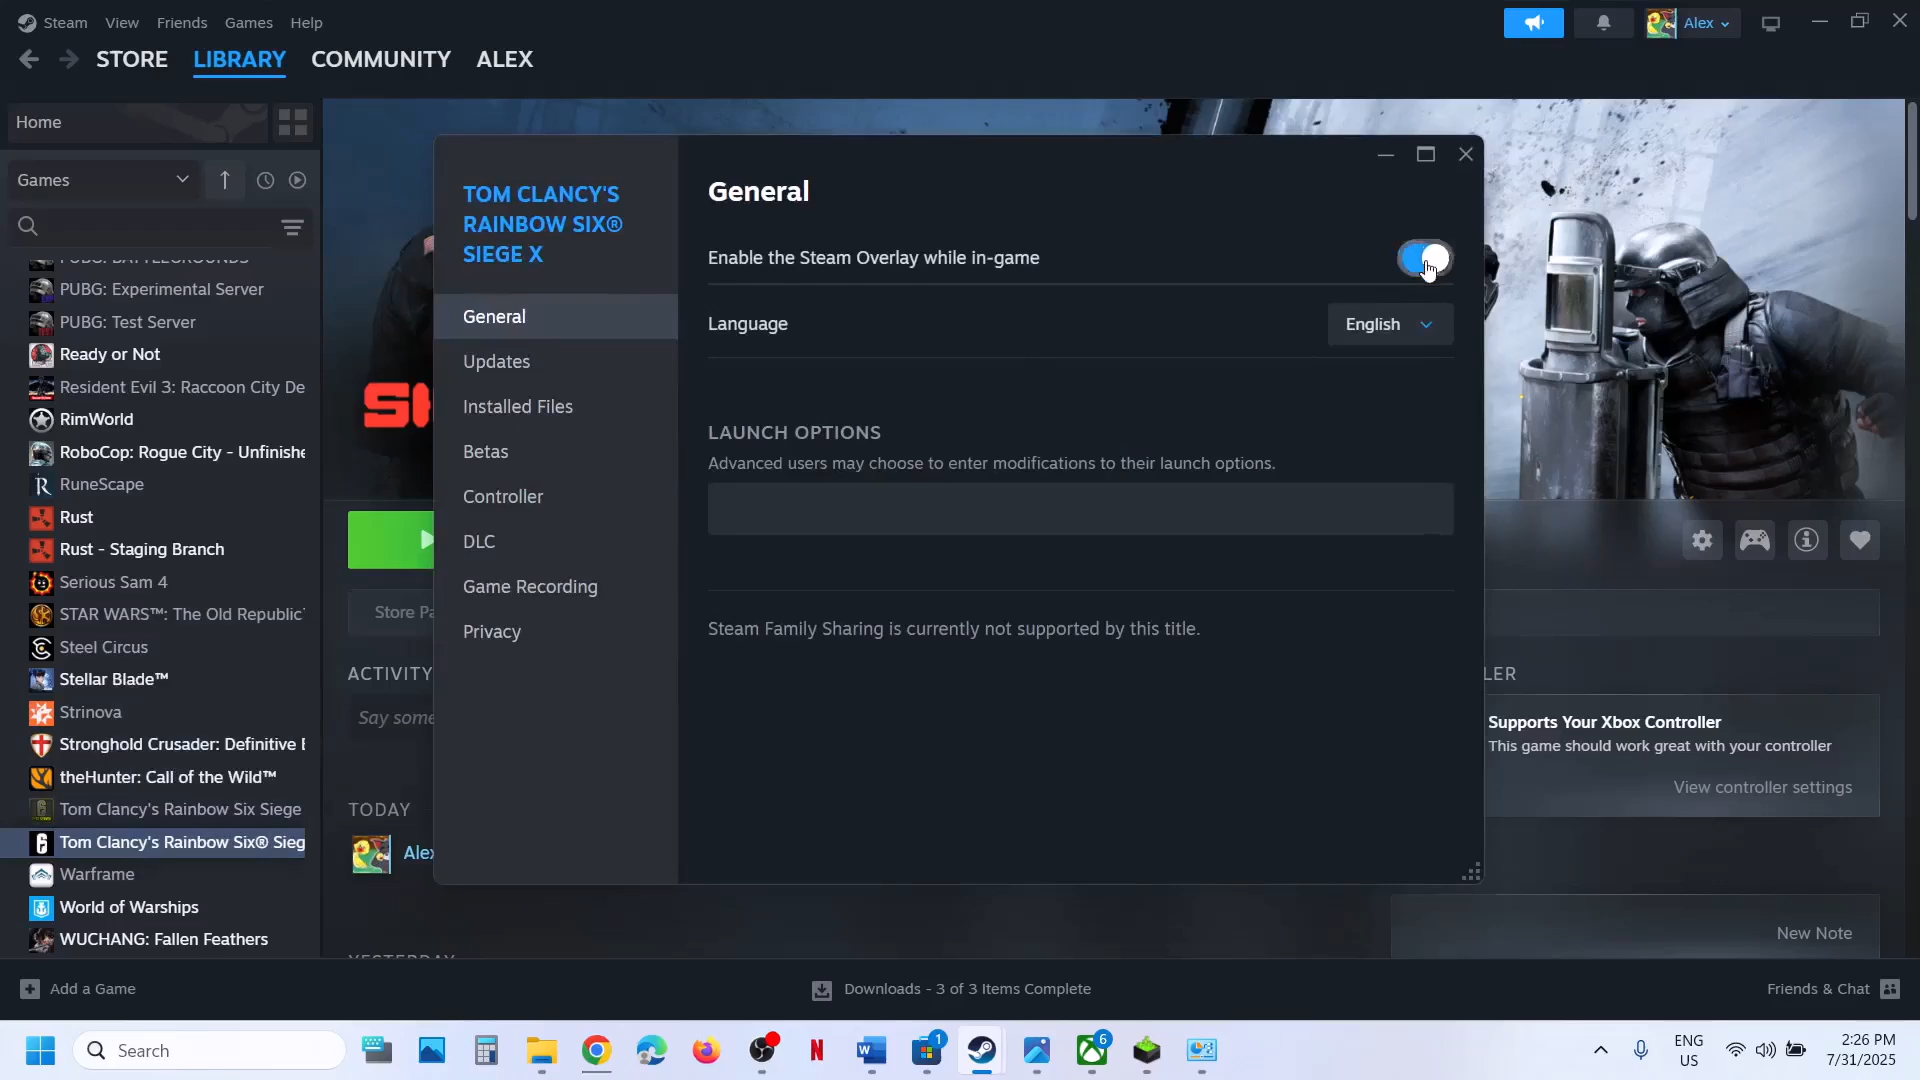 Steam View Friends Games Help
Alex
STORE LIBRARY COMMUNITY ALEX
Home
Games
PUBG: BATTLEGROUNDS
PUBG: Experimental Server
PUBG: Test Server
Ready or Not
Resident Evil 3: Raccoon City De
RimWorld
RoboCop: Rogue City - Unfinishe
RuneScape
Rust
Rust - Staging Branch
Serious Sam 4
STAR WARS™: The Old Republic
Steel Circus
Stellar Blade™
Strinova
Stronghold Crusader: Definitive E
theHunter: Call of the Wild™
Tom Clancy's Rainbow Six Siege
Tom Clancy's Rainbow Six® Sieg
Warframe
World of Warships
WUCHANG: Fallen Feathers
TOM CLANCY'S
RAINBOW SIX®
SIEGE X
General
Updates
Installed Files
Betas
Controller
DLC
Game Recording
Privacy
General
Enable the Steam Overlay while in-game
Language
English
LAUNCH OPTIONS
Advanced users may choose to enter modifications to their launch options.
Steam Family Sharing is currently not supported by this title.
Store Pa
ACTIVITY
Say some
TODAY
Alex
YESTERDAY
LER
Supports Your Xbox Controller
This game should work great with your controller
View controller settings
New Note
Add a Game
Downloads - 3 of 3 Items Complete
Friends & Chat
Search
1
6
ENG
US
2:26 PM
7/31/2025